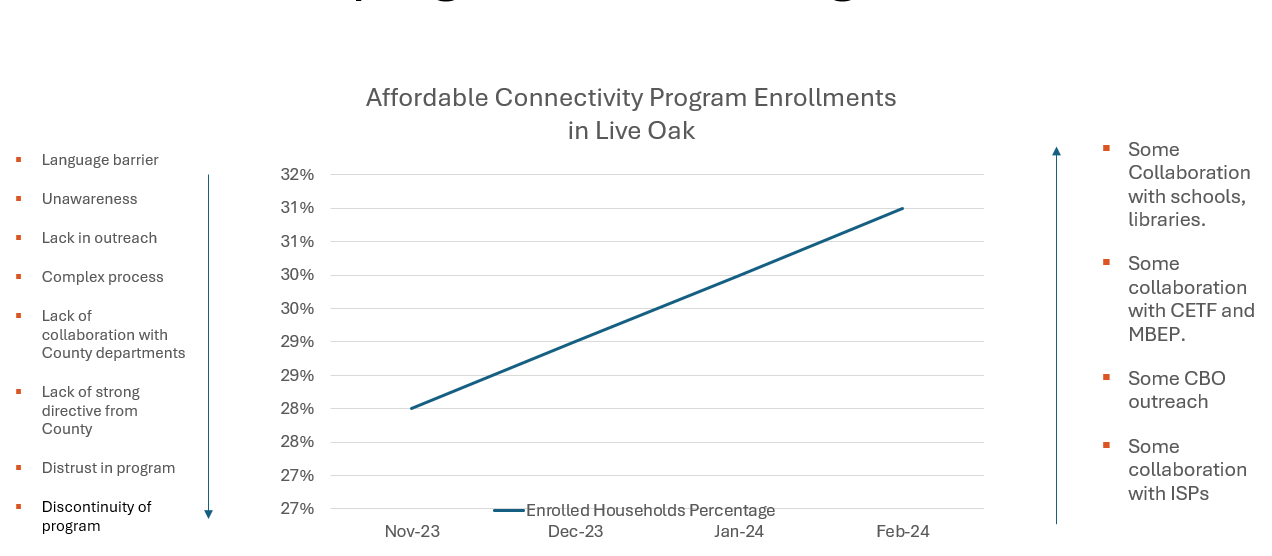 Affordable Connectivity Program Enrollments
in Live Oak
Language barrier
Unawareness
Lack in outreach
Complex process
Lack of
collaboration with
County departments
Lack of strong
directive from
County
Distrust in program
Discontinuity of
program
32%
31%
31%
30%
30%
29%
29%
28%
28%
27%
27%
Enrolled Households Percentage
Nov-23 Dec-23 Jan-24 Feb-24
Some
Collaboration
with schools,
libraries.
Some
collaboration
with CETF and
MBEP.
Some CBO
outreach
Some
collaboration
with ISPs